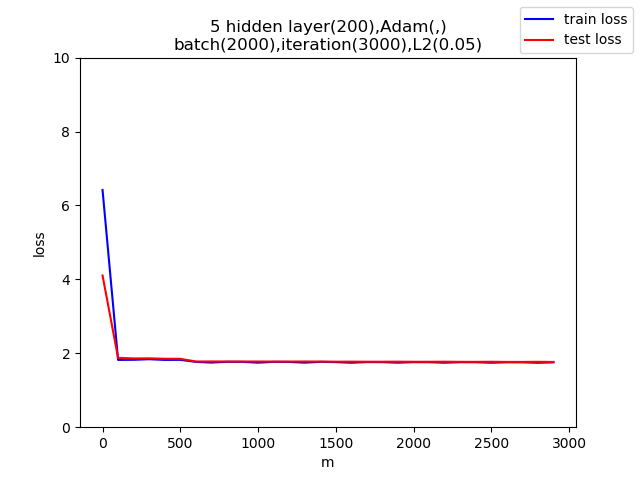 5 hidden layer(200),Adam(,)
batch(2000),iteration(3000),L2(0.05)
train loss
test loss
10
8
6
4
2
0
loss
0 500 1000 1500 2000 2500 3000
m